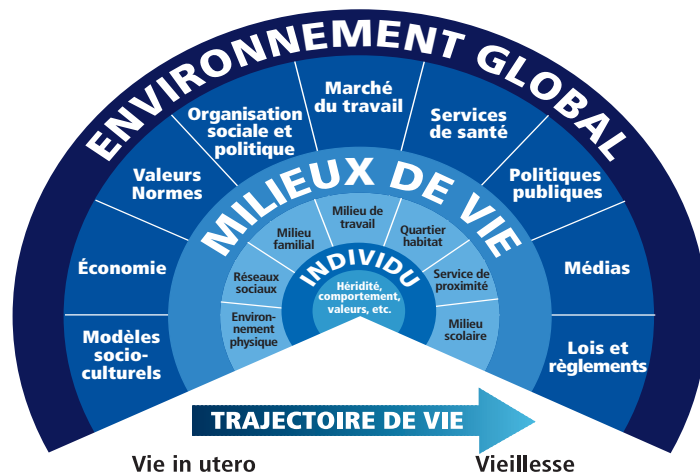 ENVIRONNEMENT GLOBAL
Modèles
socio-
culturels
Économie
Valeurs
Normes
Organisation
sociale et
politique
Marché
du travail
Services
de santé
Politiques
publiques
Médias
Lois et
règlements
MILIEUX DE VIE
Environ-
nement
physique
Réseaux
sociaux
Milieu
familial
Milieu de
travail
Quartier
habitat
Service de
proximité
Milieu
scolaire
INDIVIDU
Héridité,
comportement,
valeurs, etc.
TRAJECTOIRE DE VIE
Vie in utero
Vieillesse